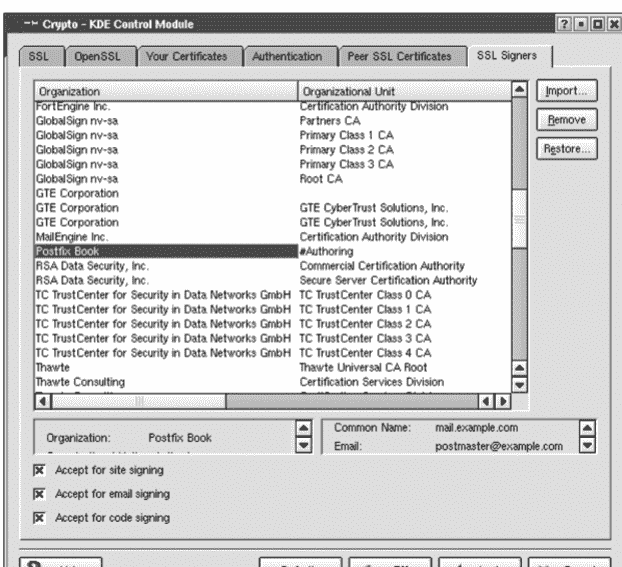 Crypto - KDE Control Module
SSL OpenSSL Your Certificates Authentication Peer SSL Certificates SSL Signers
Organization Organizational Unit
FortEngine Inc. Certification Authority Division
GlobalSign nv-sa Partners CA
GlobalSign nv-sa Primary Class 1 CA
GlobalSign nv-sa Primary Class 2 CA
GlobalSign nv-sa Primary Class 3 CA
GlobalSign nv-sa Root CA
GTE Corporation
GTE Corporation GTE CyberTrust Solutions, Inc.
GTE Corporation GTE CyberTrust Solutions, Inc.
MailEngine Inc. Certification Authority Division
Postfix Book #Authoring
RSA Data Security, Inc. Commercial Certification Authority
RSA Data Security, Inc. Secure Server Certification Authority
TC TrustCenter for Security in Data Networks GmbH TC TrustCenter Class 0 CA
TC TrustCenter for Security in Data Networks GmbH TC TrustCenter Class 1 CA
TC TrustCenter for Security in Data Networks GmbH TC TrustCenter Class 2 CA
TC TrustCenter for Security in Data Networks GmbH TC TrustCenter Class 3 CA
TC TrustCenter for Security in Data Networks GmbH TC TrustCenter Class 4 CA
Thawte Thawte Universal CA Root
Thawte Consulting Certification Services Division
Import...
Remove
Restore...
Organization: Postfix Book
Common Name: mail.example.com
Email: postmaster@example.com
Accept for site signing
Accept for email signing
Accept for code signing